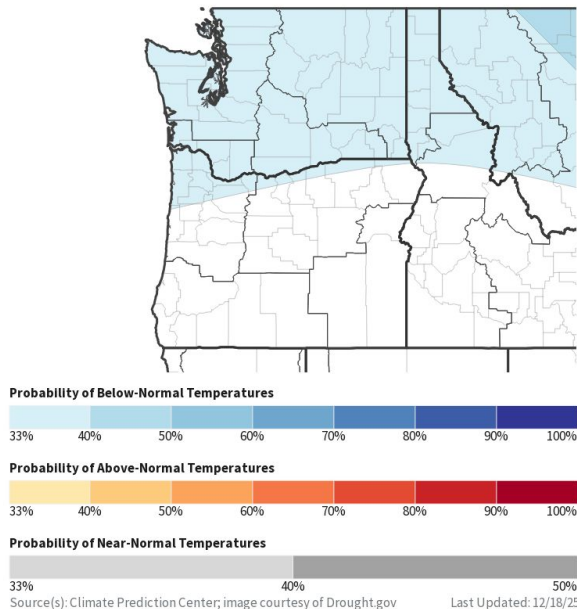 Probability of Below-Normal Temperatures
33% 40% 50% 60% 70% 80% 90% 100%
Probability of Above-Normal Temperatures
33% 40% 50% 60% 70% 80% 90% 100%
Probability of Near-Normal Temperatures
33% 40% 50%
Source(s): Climate Prediction Center; image courtesy of Drought.gov Last Updated: 12/18/25